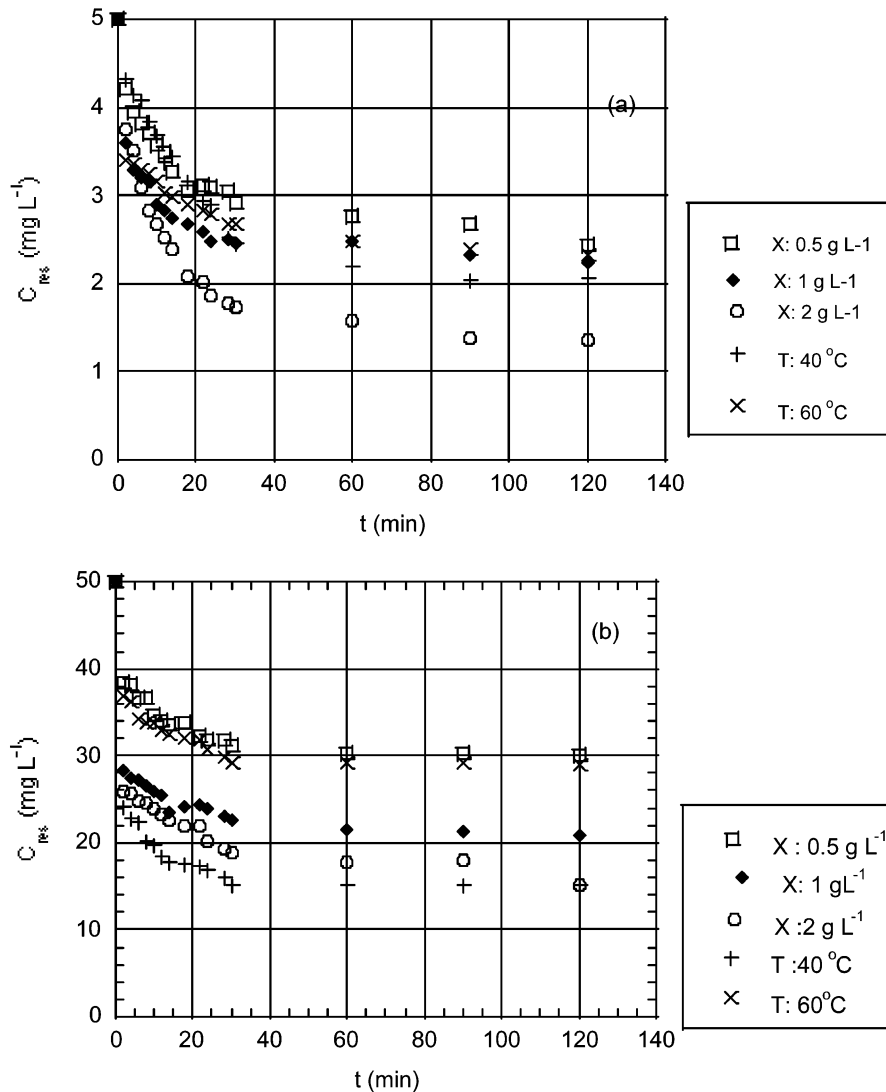 5
4
3
2
1
0
0 20 40 60 80 100 120 140
C_res (mg L⁻¹)
t (min)
(a)
X: 0.5 g L-1
X: 1 g L-1
X: 2 g L-1
T: 40 °C
T: 60 °C
50
40
30
20
10
0
0 20 40 60 80 100 120 140
C_res (mg L⁻¹)
t (min)
(b)
X : 0.5 g L⁻¹
X: 1 gL⁻¹
X :2 g L⁻¹
T :40 °C
T: 60°C